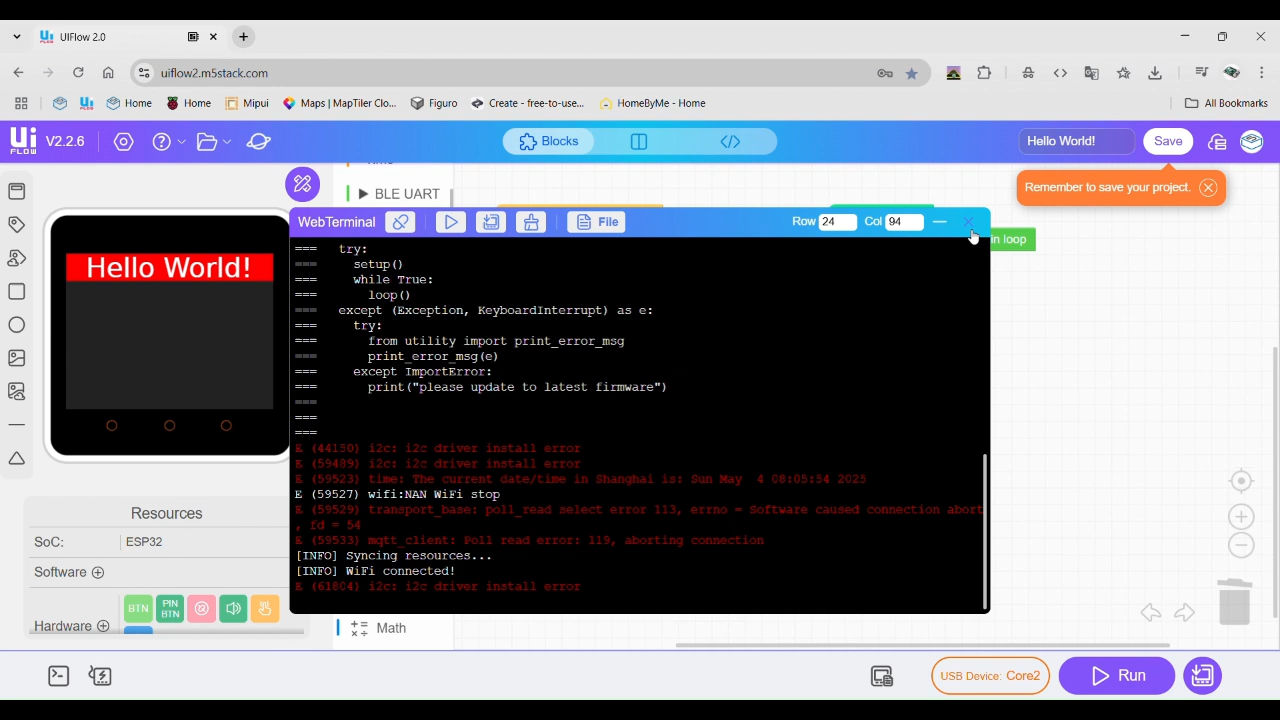 UIFlow 2.0
uiflow2.m5stack.com
Home
Home
Mipui
Maps | MapTiler Clo...
Figuro
Create - free-to-use...
HomeByMe - Home
All Bookmarks
Ui FLOW V2.2.6
Blocks
Hello World!
Save
Remember to save your project.
BLE UART
WebTerminal
File
Row 24
Col 94
in loop
Hello World!
=== try:
=== setup()
=== while True:
=== loop()
=== except (Exception, KeyboardInterrupt) as e:
=== try:
=== from utility import print_error_msg
=== print_error_msg(e)
=== except ImportError:
=== print("please update to latest firmware")
===
===
===
E (44150) i2c: i2c driver install error
E (59489) i2c: i2c driver install error
E (59523) time: The current date/time in Shanghai is: Sun May  4 08:05:54 2025
E (59527) wifi:NAN WiFi stop
E (59529) transport_base: poll_read select error 113, errno = Software caused connection abort
, fd = 54
E (59533) mqtt_client: Poll read error: 119, aborting connection
[INFO] Syncing resources...
[INFO] WiFi connected!
E (61804) i2c: i2c driver install error
Resources
SoC: ESP32
Software
Hardware
BTN
PIN
BTN
Math
USB Device: Core2
Run